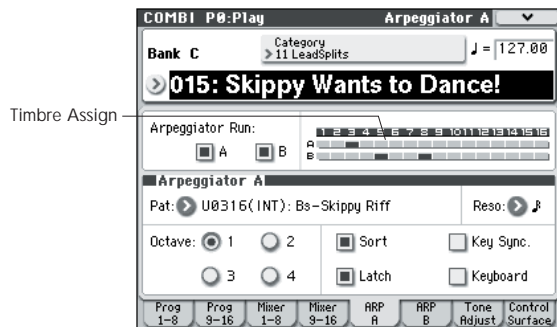 COMBI P0:Play Arpeggiator A
Bank C
Category
11 LeadSplits
♩ = 127.00
015: Skippy Wants to Dance!
Timbre Assign
Arpeggiator Run:
A B
1 2 3 4 5 6 7 8 9 10 11 12 13 14 15 16
A
B
Arpeggiator A
Pat: U0316(INT): Bs-Skippy Riff Reso: ♪
Octave: 1 2 Sort Key Sync.
3 4 Latch Keyboard
Prog 1-8 Prog 9-16 Mixer 1-8 Mixer 9-16 ARP A ARP B Tone Adjust Control Surface